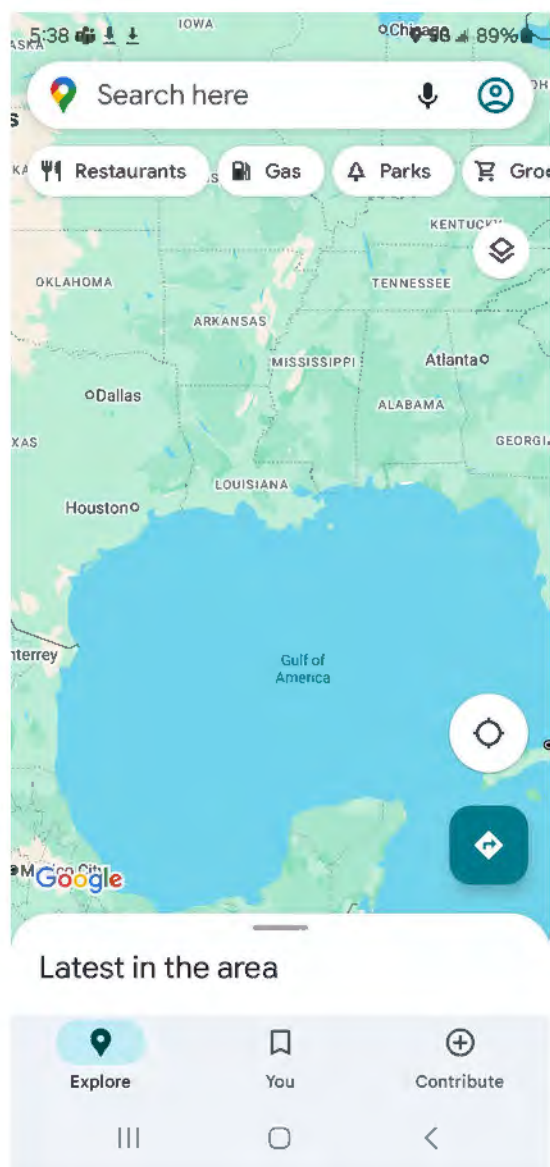 IOWA
5:38
89%
Search here
Restaurants
Gas
Parks
KENTUCKY
OKLAHOMA
TENNESSEE
ARKANSAS
MISSISSIPPI
Atlanta
Dallas
ALABAMA
XAS
GEORGI
LOUISIANA
Houston
nterrey
Gulf of
America
Google
Latest in the area
Explore
You
Contribute